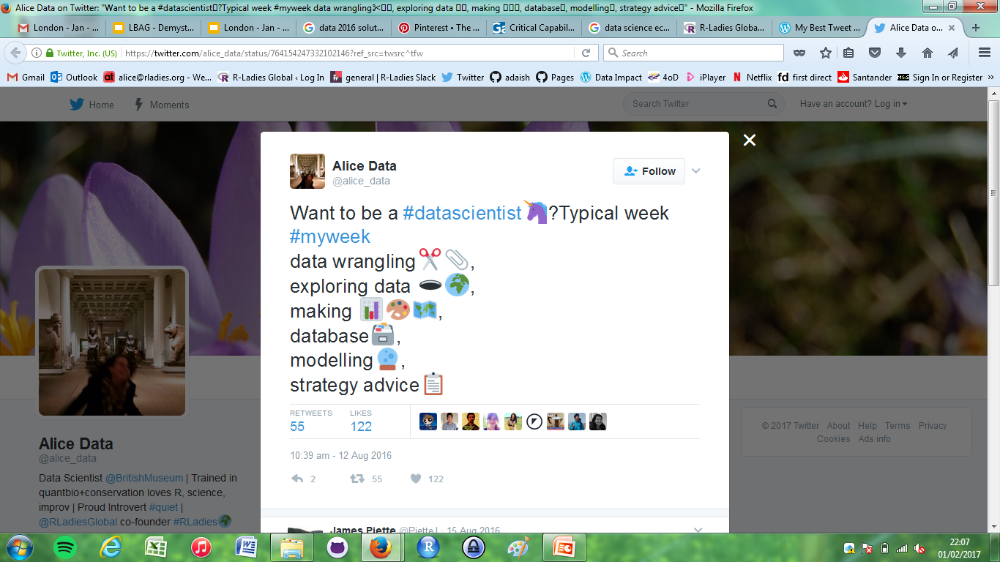 Alice Data on Twitter: "Want to be a #datascientist▯?Typical week #myweek data wrangling✂▯, exploring data ▯▯, making ▯▯▯, database▯, modelling▯, strategy advice▯" - Mozilla Firefox
London - Jan - ...
LBAG - Demyst...
London - Jan - ...
data 2016 solut...
Pinterest • The ...
Critical Capabil...
data science ec...
R-Ladies Globa...
My Best Tweet ...
Alice Data o...
Twitter, Inc. (US)
https://twitter.com/alice_data/status/764154247332102146?ref_src=twsrc^tfw
Search
Gmail
Outlook
alice@rladies.org - We...
R-Ladies Global ‹ Log In
general | R-Ladies Slack
Twitter
adaish
Pages
Data Impact
4oD
iPlayer
Netflix
fd first direct
Santander
M&S Sign In or Register
Home
Moments
Search Twitter
Have an account? Log in
Alice Data
@alice_data
Follow
Want to be a #datascientist🦄?Typical week
#myweek
data wrangling✂️📎,
exploring data 🕳🌍,
making 📊🎨🗺,
database🗃,
modelling🔮,
strategy advice📋
RETWEETS
55
LIKES
122
10:39 am - 12 Aug 2016
2
55
122
James Piette @PietteJ · 15 Aug 2016
Alice Data
@alice_data
Data Scientist @BritishMuseum | Trained in
quantbio+conservation loves R, science,
improv | Proud Introvert #quiet |
@RLadiesGlobal co-founder #RLadies🌍
© 2017 Twitter About Help Terms Privacy
Cookies Ads info
22:07
01/02/2017